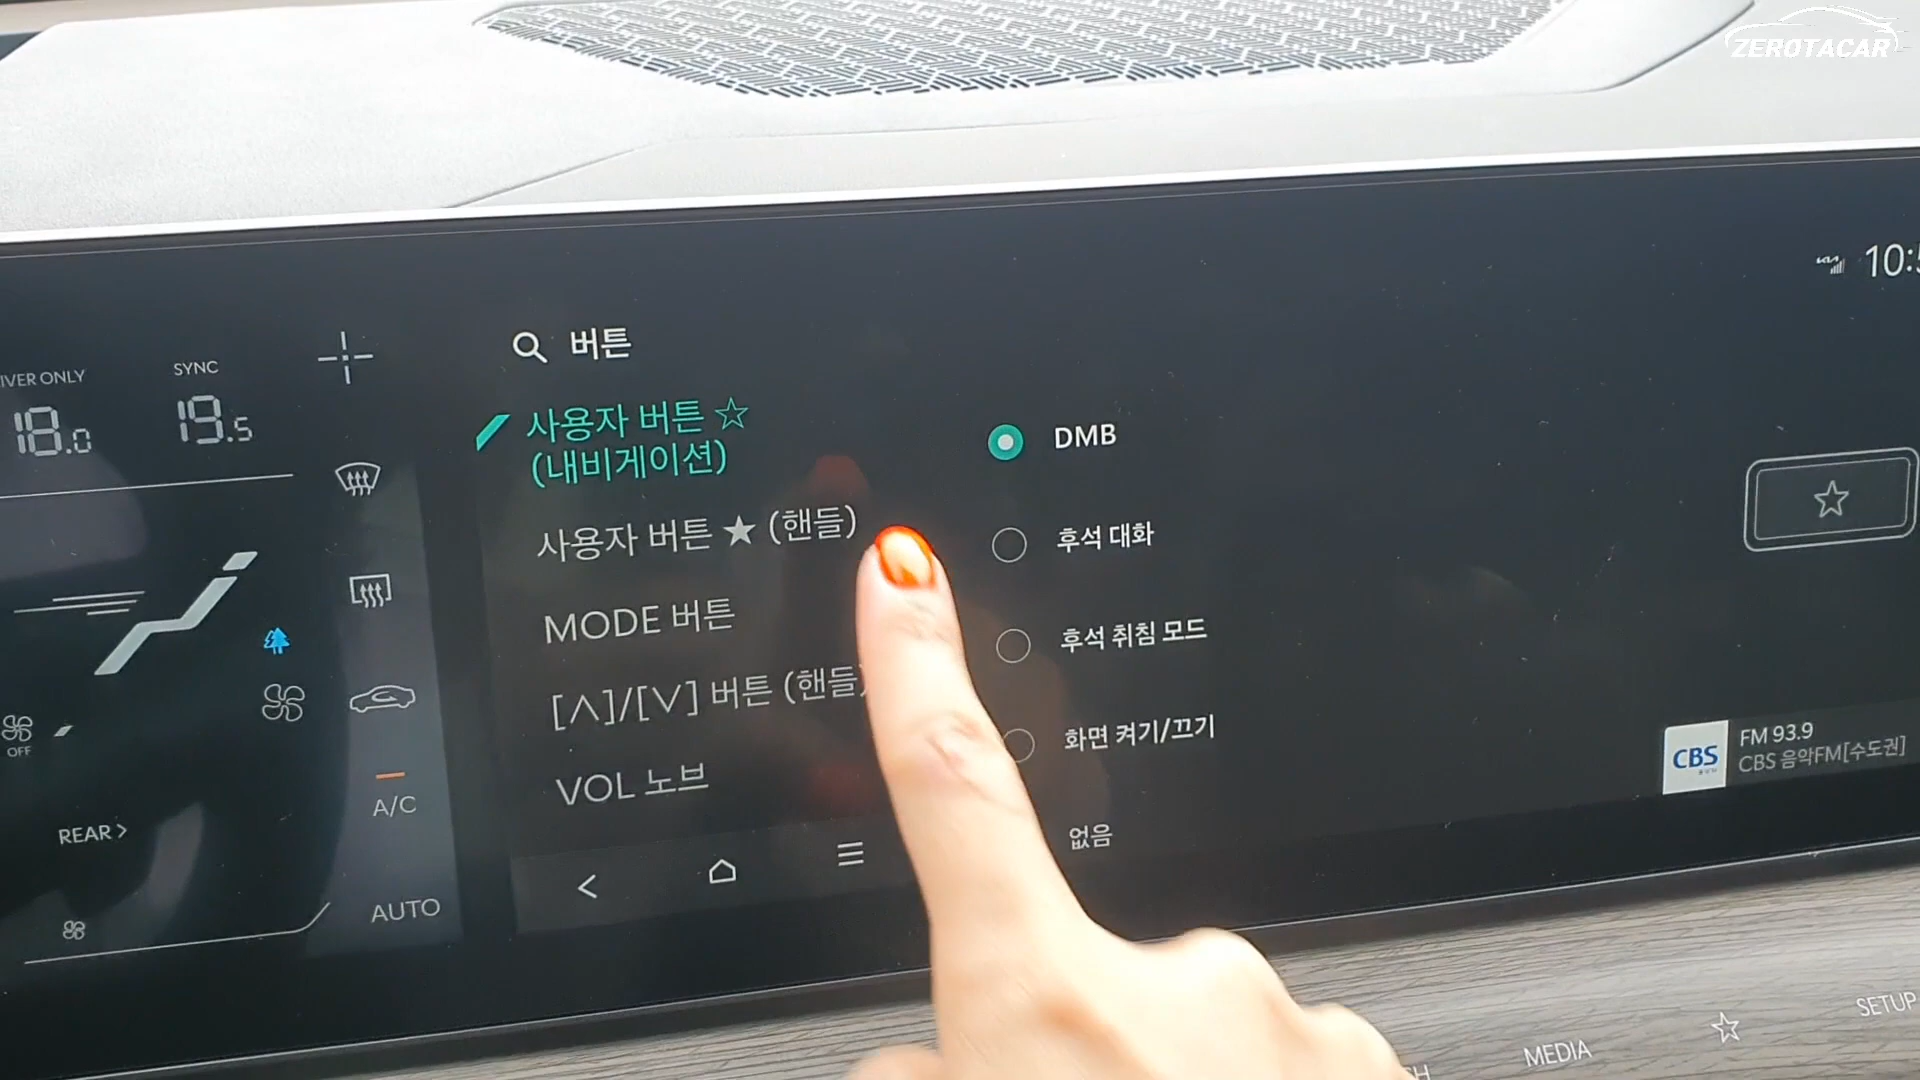 ZEROTACAR
10:5
버튼
IVER ONLY
SYNC
18.0
19.5
사용자 버튼 ☆
(내비게이션)
사용자 버튼 ★ (핸들)
MODE 버튼
[∧]/[∨] 버튼 (핸들)
VOL 노브
DMB
후석 대화
후석 취침 모드
화면 켜기/끄기
없음
OFF
A/C
REAR >
AUTO
CBS
FM 93.9
CBS 음악FM[수도권]
CH
MEDIA
☆
SETUP